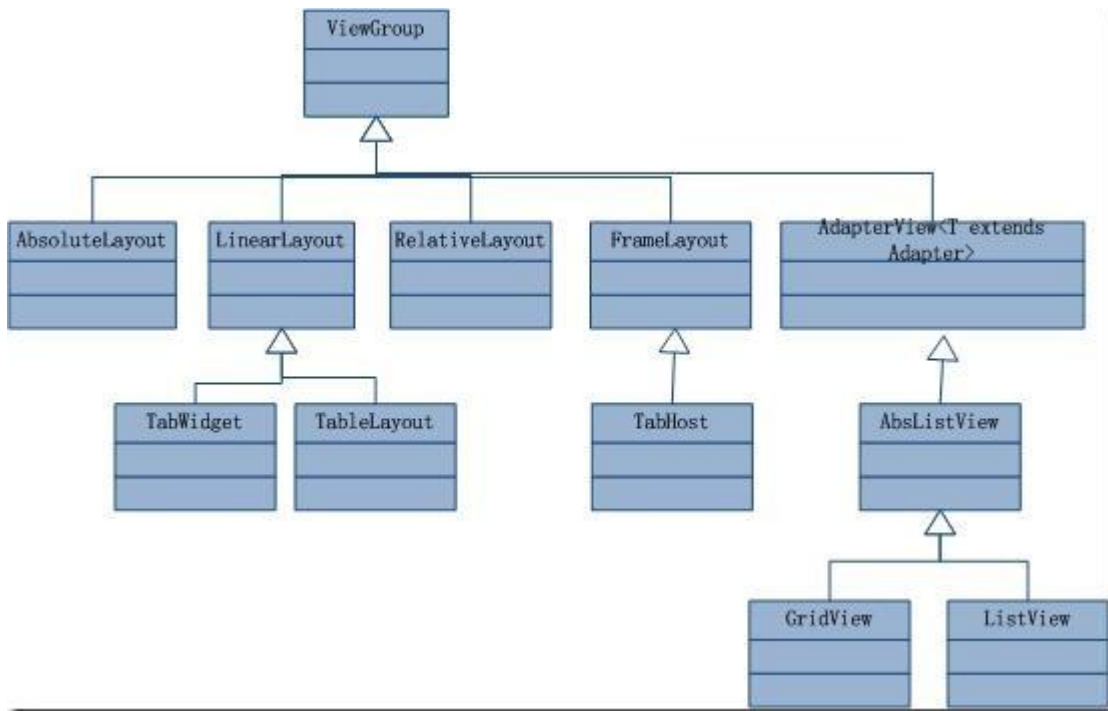 ViewGroup
AbsoluteLayout
LinearLayout
RelativeLayout
FrameLayout
AdapterView<T extends
Adapter>
TabWidget
TableLayout
TabHost
AbsListView
GridView
ListView